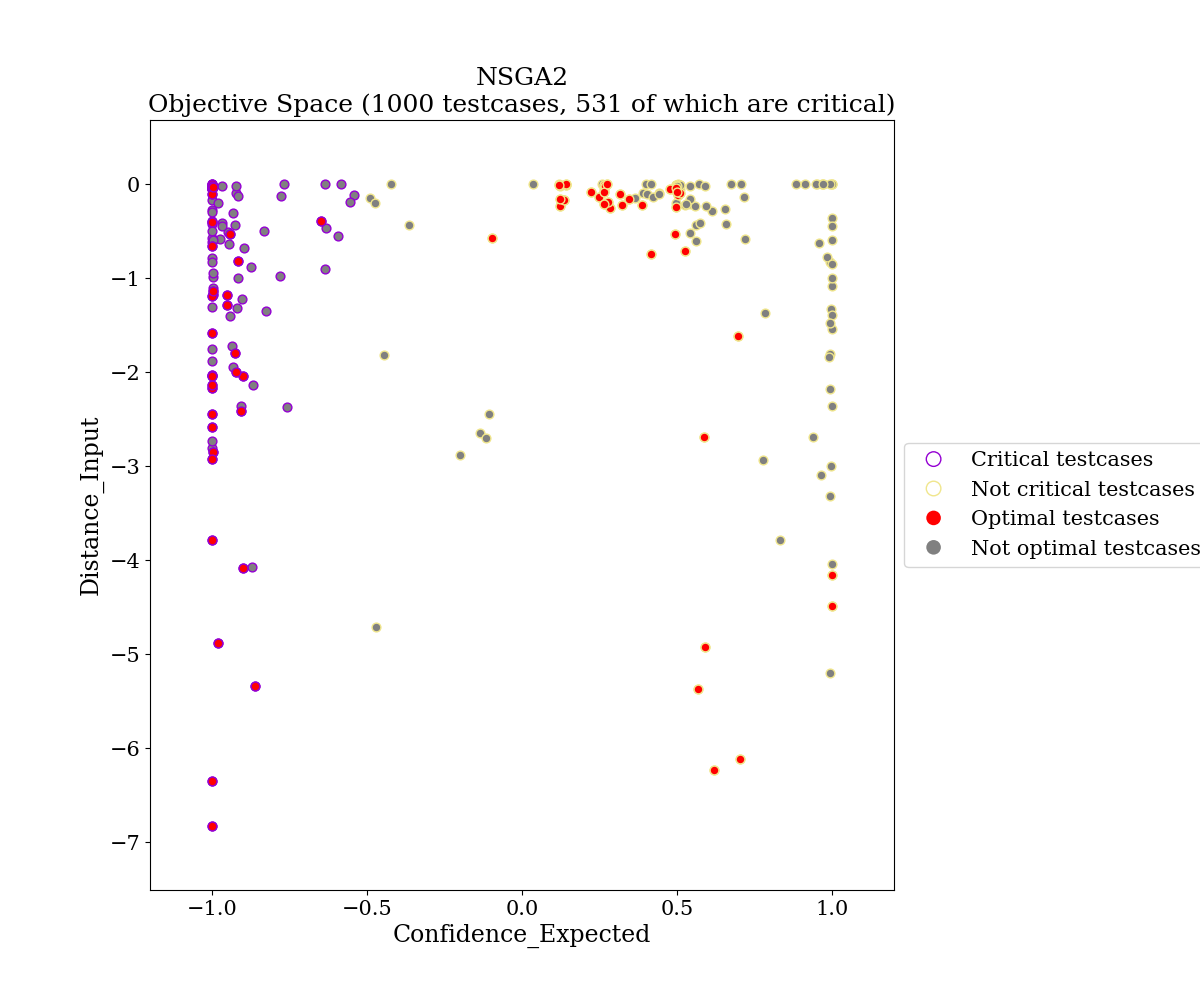 NSGA2
Objective Space (1000 testcases, 531 of which are critical)
0
−1
−2
−3
−4
−5
−6
−7
Distance_Input
−1.0
−0.5
0.0
0.5
1.0
Confidence_Expected
Critical testcases
Not critical testcases
Optimal testcases
Not optimal testcases